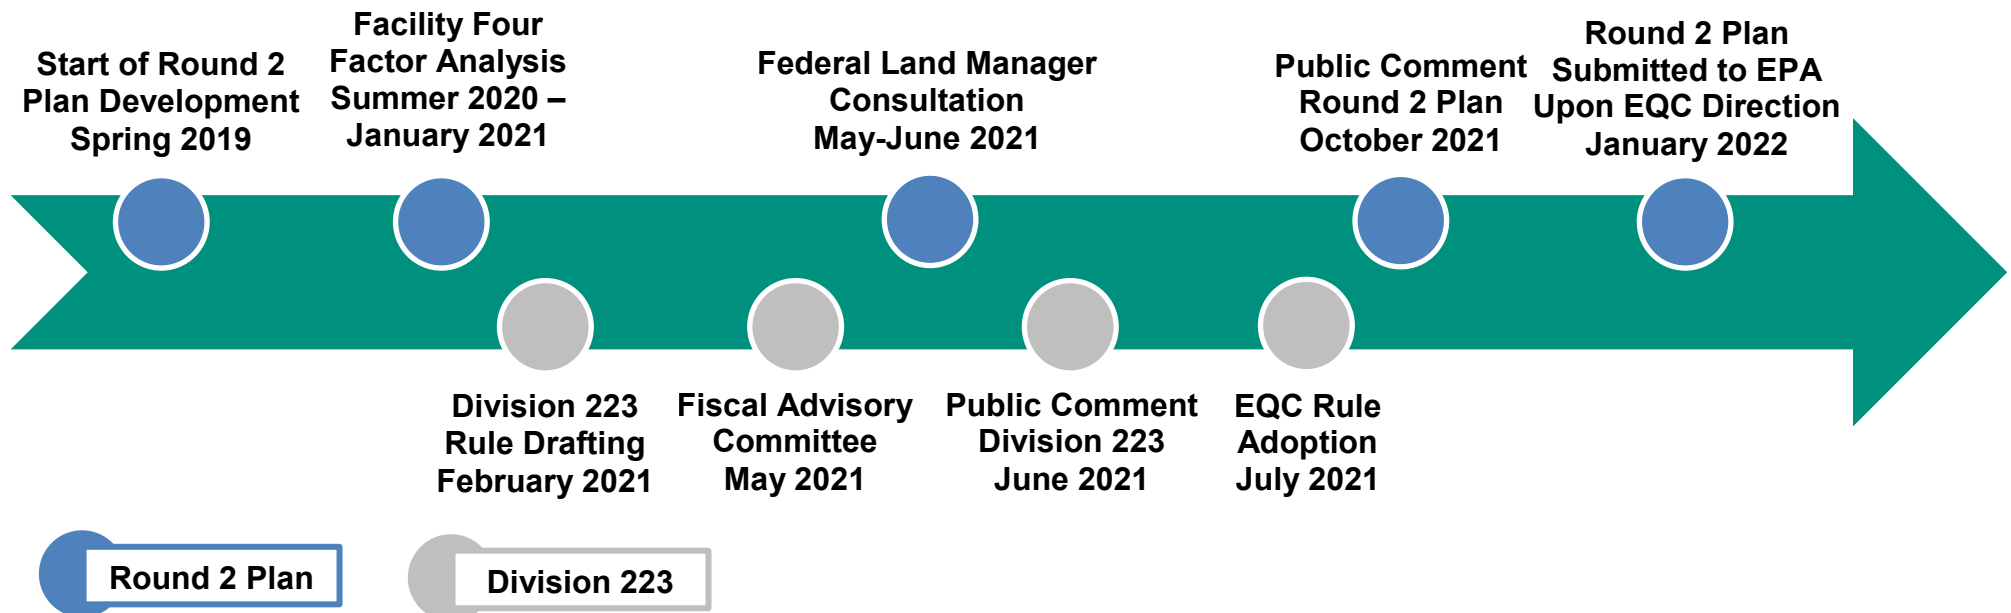 Start of Round 2
Plan Development
Spring 2019
Facility Four
Factor Analysis
Summer 2020 –
January 2021
Federal Land Manager
Consultation
May-June 2021
Public Comment
Round 2 Plan
October 2021
Round 2 Plan
Submitted to EPA
Upon EQC Direction
January 2022
Division 223
Rule Drafting
February 2021
Fiscal Advisory
Committee
May 2021
Public Comment
Division 223
June 2021
EQC Rule
Adoption
July 2021
Round 2 Plan
Division 223